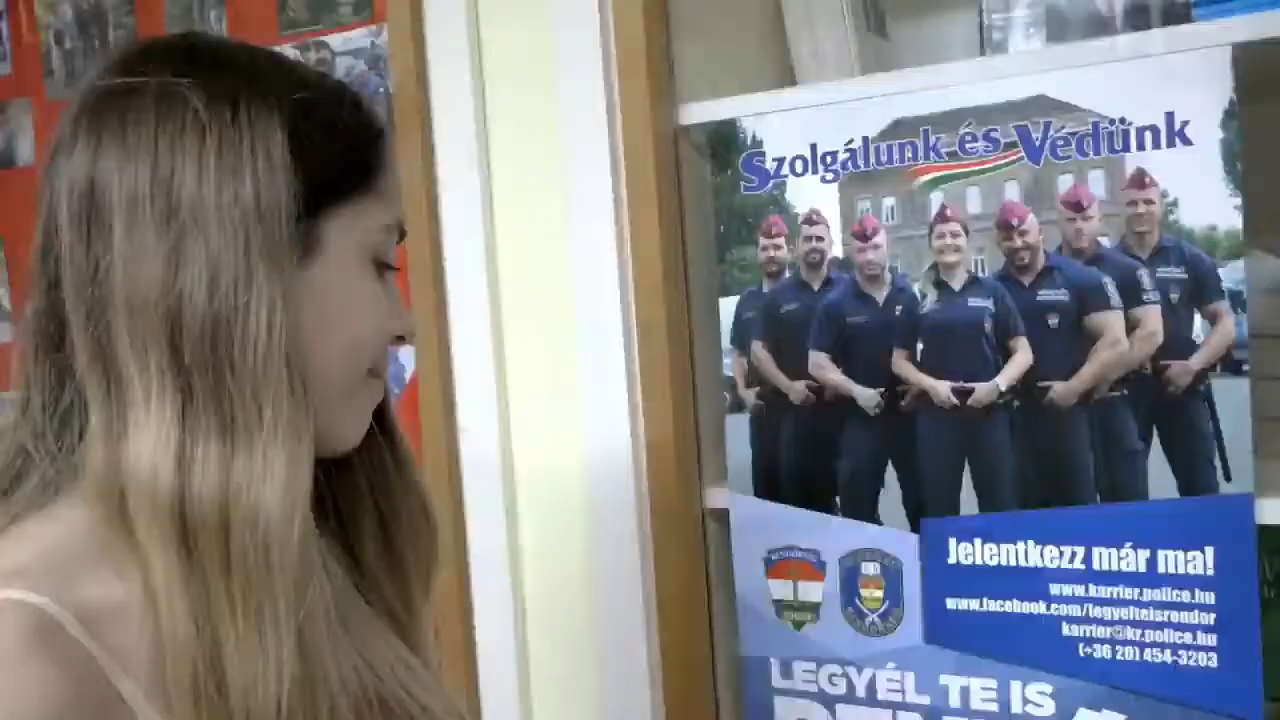 Szolgálunk és Védünk
Jelentkezz már ma!
www.karrier.police.hu
www.facebook.com/legyelteisrendor
karrier@kr.police.hu
(+36 20) 454-3203
LEGYÉL TE IS